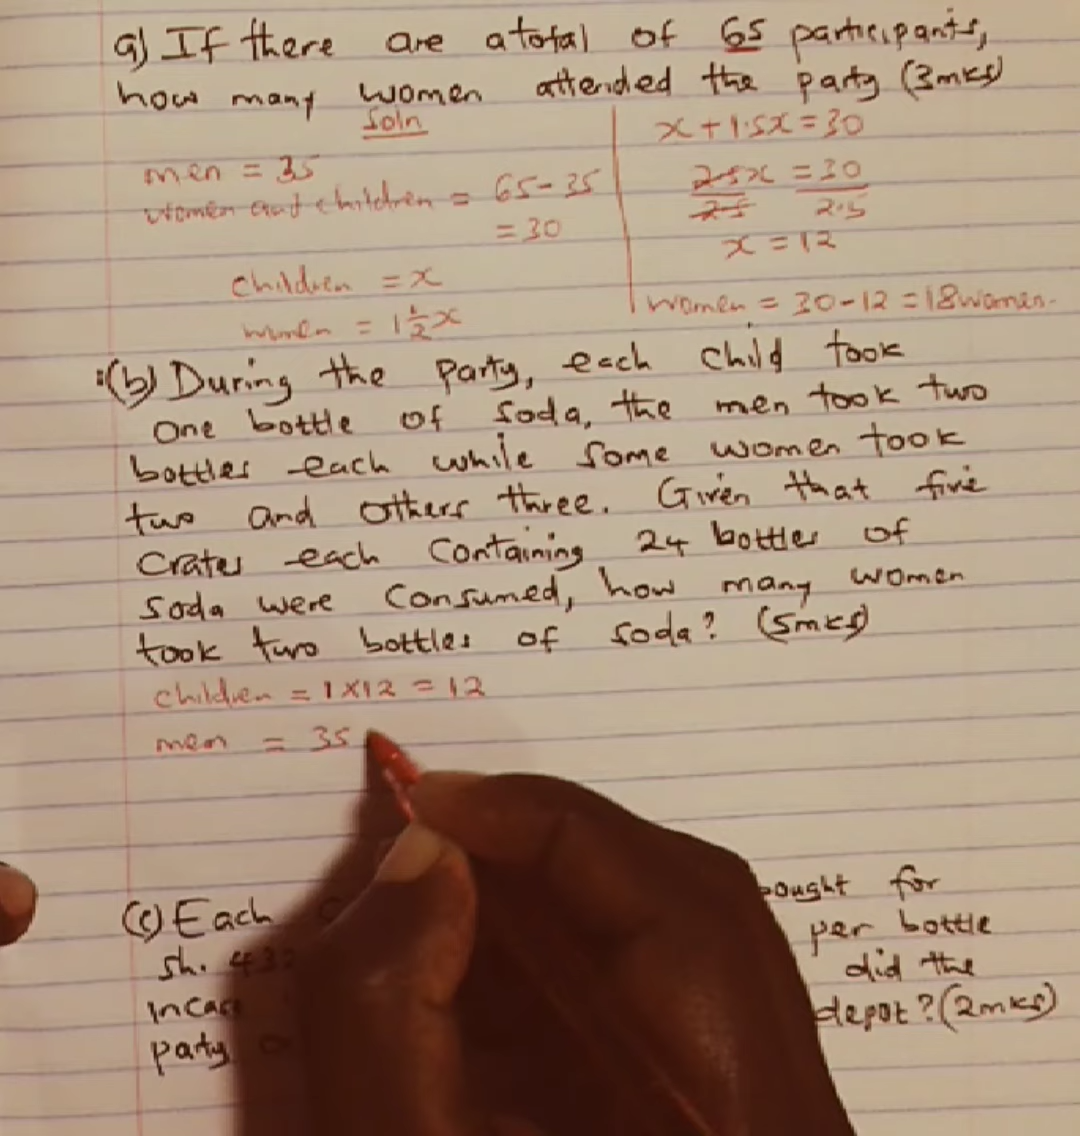 a) If there are a total of 65 participants,
how many women attended the party (3mks)
Soln
men = 35
women and children = 65 - 35
= 30
children = x
women = 1 1/2 x
x + 1.5x = 30
2.5x = 30
2.5 2.5
x = 12
women = 30 - 12 = 18 women.
(b) During the party, each child took
one bottle of soda, the men took two
bottles each while some women took
two and others three. Given that five
crates each containing 24 bottles of
soda were consumed, how many women
took two bottles of soda? (5mks)
children = 1 x 12 = 12
men = 35
(c) Each bought for
sh. per bottle
did the
depot? (2mks)
party